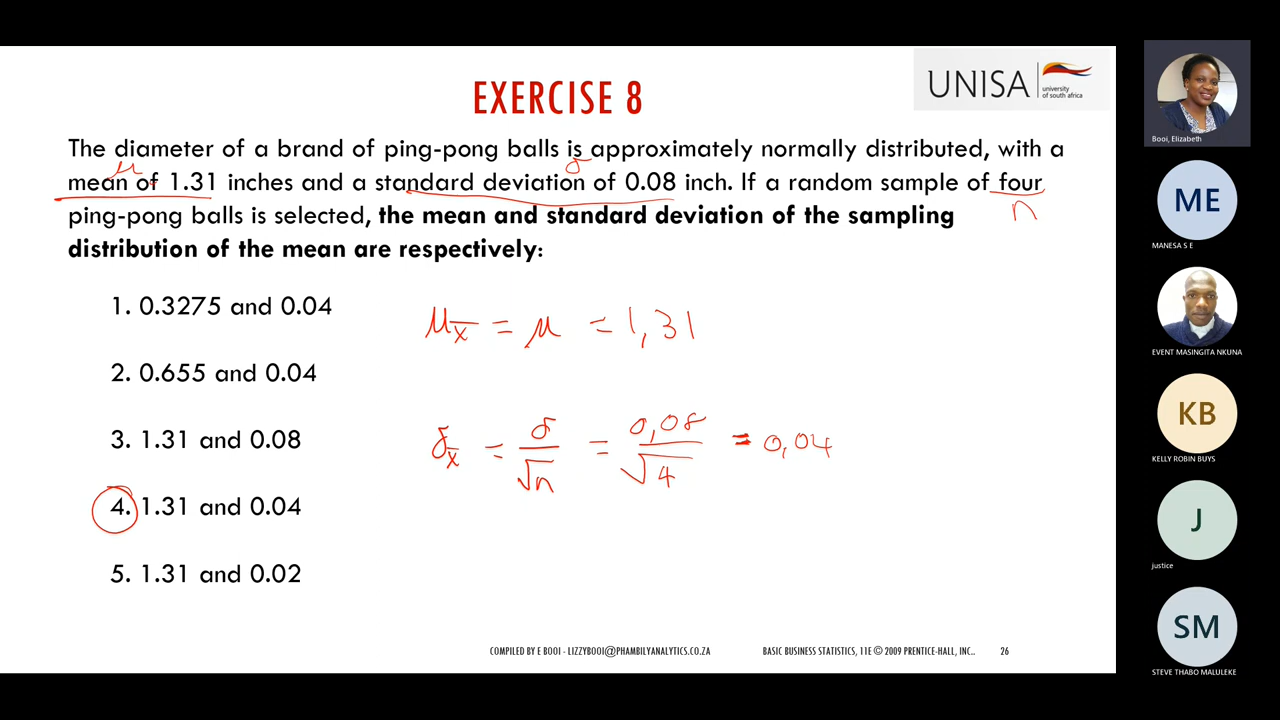 EXERCISE 8
UNISA
university
of south africa
The diameter of a brand of ping-pong balls is approximately normally distributed, with a
μ σ
mean of 1.31 inches and a standard deviation of 0.08 inch. If a random sample of four
n
ping-pong balls is selected, the mean and standard deviation of the sampling
distribution of the mean are respectively:
1. 0.3275 and 0.04
μx̄ = μ = 1,31
2. 0.655 and 0.04
3. 1.31 and 0.08
σx̄ = σ/√n = 0,08/√4 = 0,04
4. 1.31 and 0.04
5. 1.31 and 0.02
COMPILED BY E BOOI - LIZZYBOOI@PHAMBILYANALYTICS.CO.ZA
BASIC BUSINESS STATISTICS, 11E © 2009 PRENTICE-HALL, INC..
26
Booi, Elizabeth
ME
MANESA S E
EVENT MASINGITA NKUNA
KB
KELLY ROBIN BUYS
J
justice
SM
STEVE THABO MALULEKE